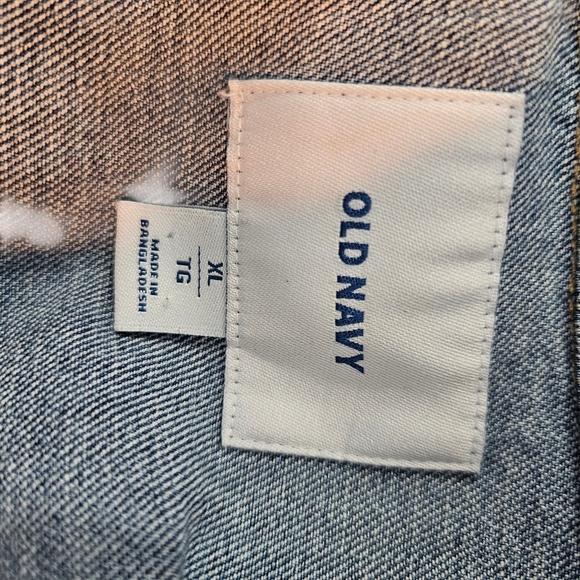 OLD NAVY
XL
TG
MADE IN
BANGLADESH